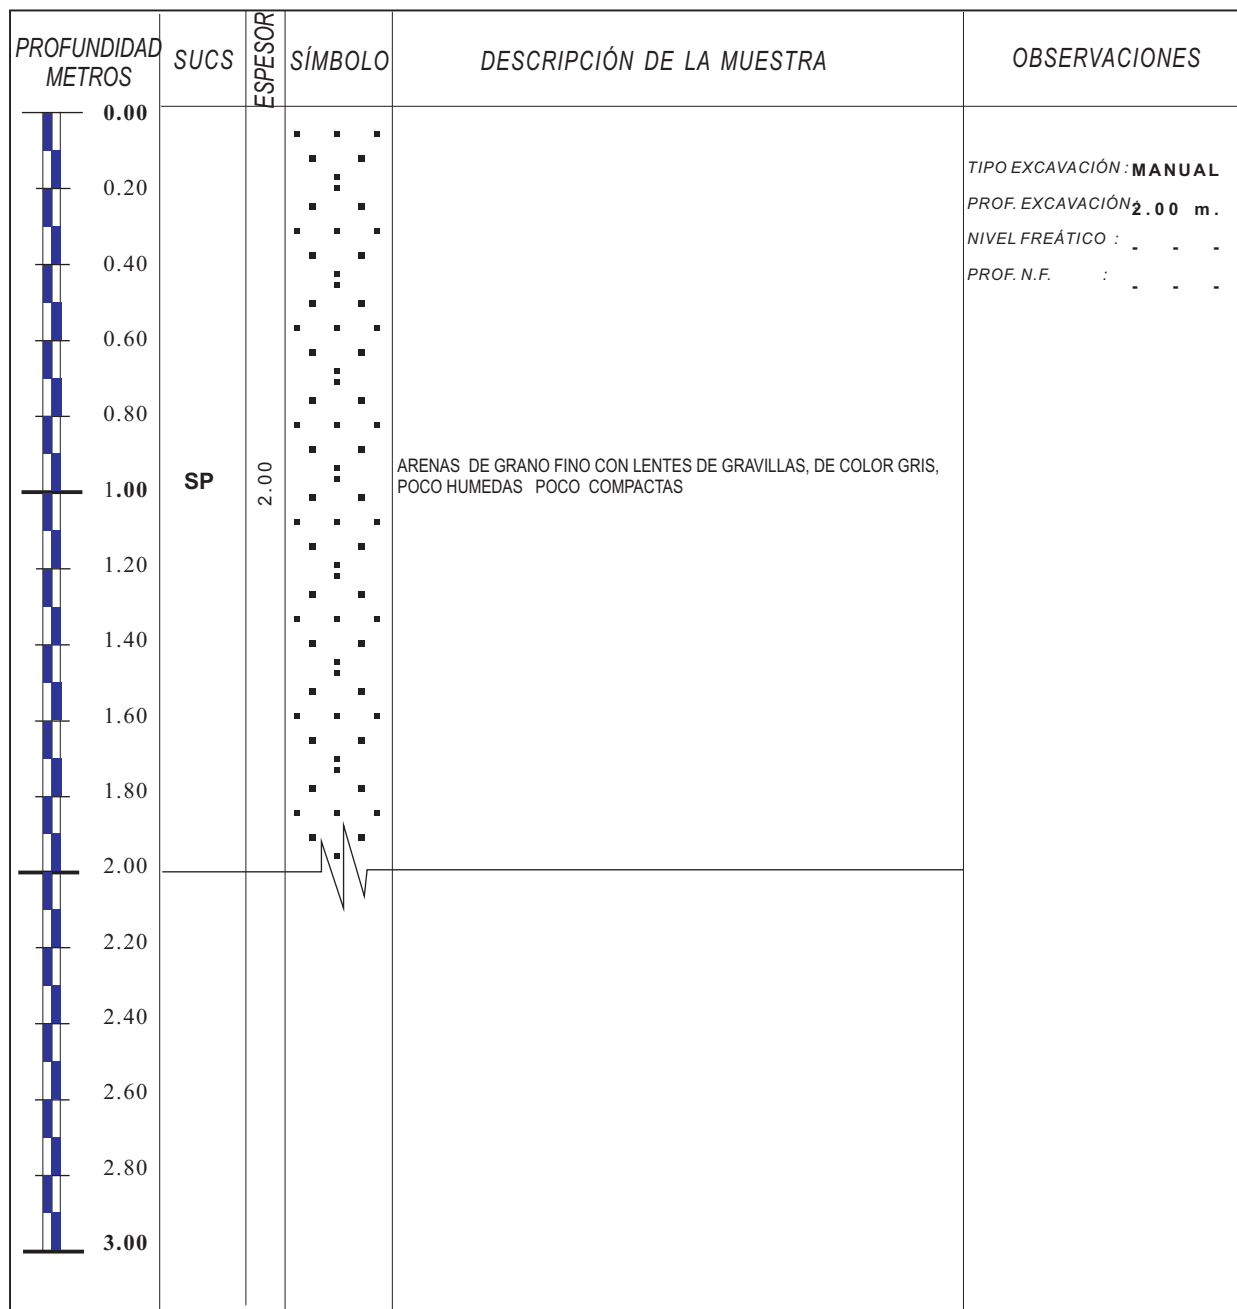 PROFUNDIDAD
METROS
SUCS
ESPESOR
SÍMBOLO
DESCRIPCIÓN DE LA MUESTRA
OBSERVACIONES
0.00
0.20
0.40
0.60
0.80
1.00
1.20
1.40
1.60
1.80
2.00
2.20
2.40
2.60
2.80
3.00
SP
2.00
ARENAS DE GRANO FINO CON LENTES DE GRAVILLAS, DE COLOR GRIS,
POCO HUMEDAS POCO COMPACTAS
TIPO EXCAVACIÓN : MANUAL
PROF. EXCAVACIÓN : 2.00 m.
NIVEL FREÁTICO : - - -
PROF. N.F. : - - -